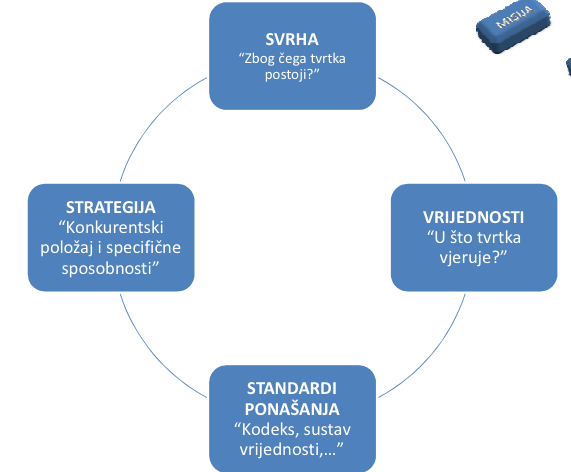 SVRHA
“Zbog čega tvrtka
postoji?”
MISIJA
STRATEGIJA
“Konkurentski
položaj i specifične
sposobnosti”
VRIJEDNOSTI
“U što tvrtka
vjeruje?”
STANDARDI
PONAŠANJA
“Kodeks, sustav
vrijednosti,…”